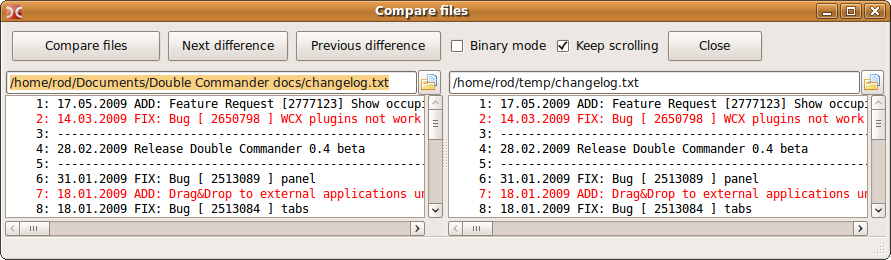 Compare files
Compare files Next difference Previous difference Binary mode Keep scrolling Close
/home/rod/Documents/Double Commander docs/changelog.txt
1: 17.05.2009 ADD: Feature Request [2777123] Show occup
2: 14.03.2009 FIX: Bug [ 2650798 ] WCX plugins not work
3: --------------------------------------------------
4: 28.02.2009 Release Double Commander 0.4 beta
5: --------------------------------------------------
6: 31.01.2009 FIX: Bug [ 2513089 ] panel
7: 18.01.2009 ADD: Drag&Drop to external applications un
8: 18.01.2009 FIX: Bug [ 2513084 ] tabs
/home/rod/temp/changelog.txt
1: 17.05.2009 ADD: Feature Request [2777123] Show occupi
2: 14.03.2009 FIX: Bug [ 2650798 ] WCX plugins not work
3: --------------------------------------------------
4: 28.02.2009 Release Double Commander 0.4 beta
5: --------------------------------------------------
6: 31.01.2009 FIX: Bug [ 2513089 ] panel
7: 18.01.2009 ADD: Drag&Drop to external applications un
8: 18.01.2009 FIX: Bug [ 2513084 ] tabs